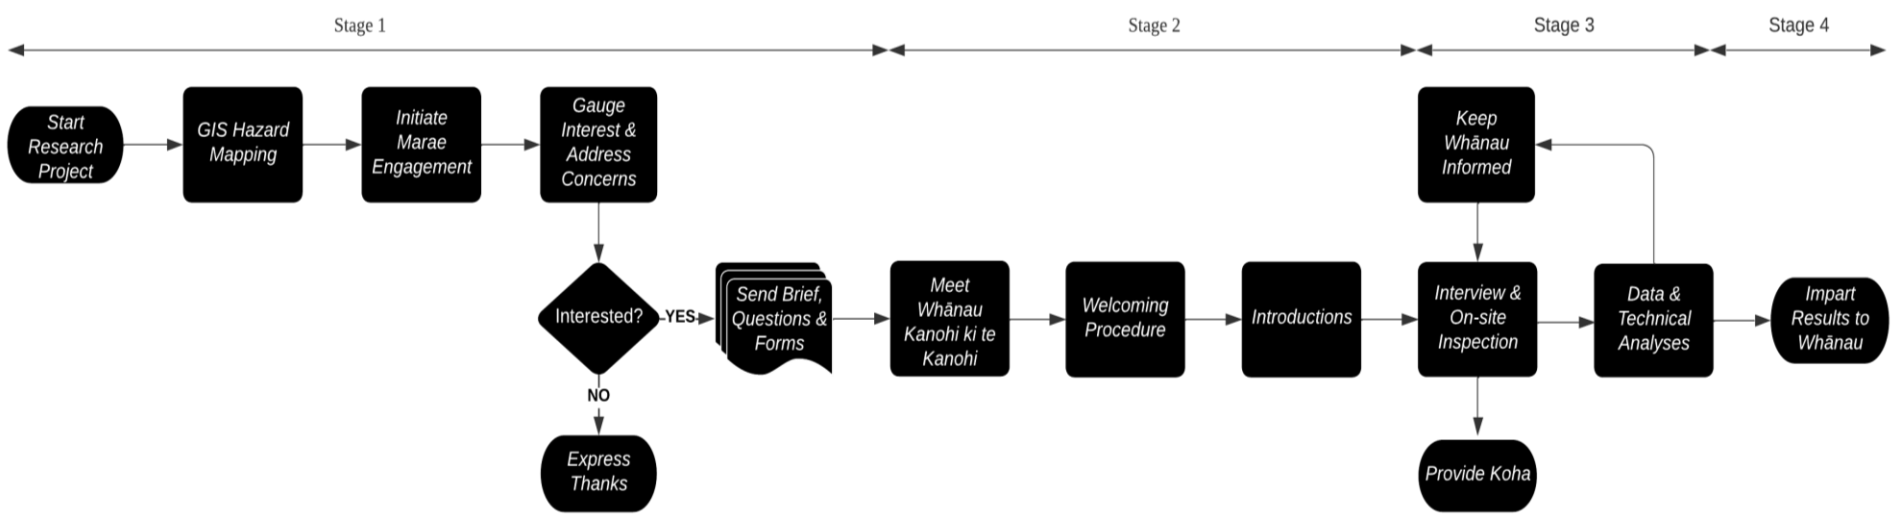 Stage 1
Stage 2
Stage 3
Stage 4
Start
Research
Project
GIS Hazard
Mapping
Initiate
Marae
Engagement
Gauge
Interest &
Address
Concerns
Interested?
YES
NO
Express
Thanks
Send Brief,
Questions &
Forms
Meet
Whānau
Kanohi ki te
Kanohi
Welcoming
Procedure
Introductions
Keep
Whānau
Informed
Interview &
On-site
Inspection
Provide Koha
Data &
Technical
Analyses
Impart
Results to
Whānau